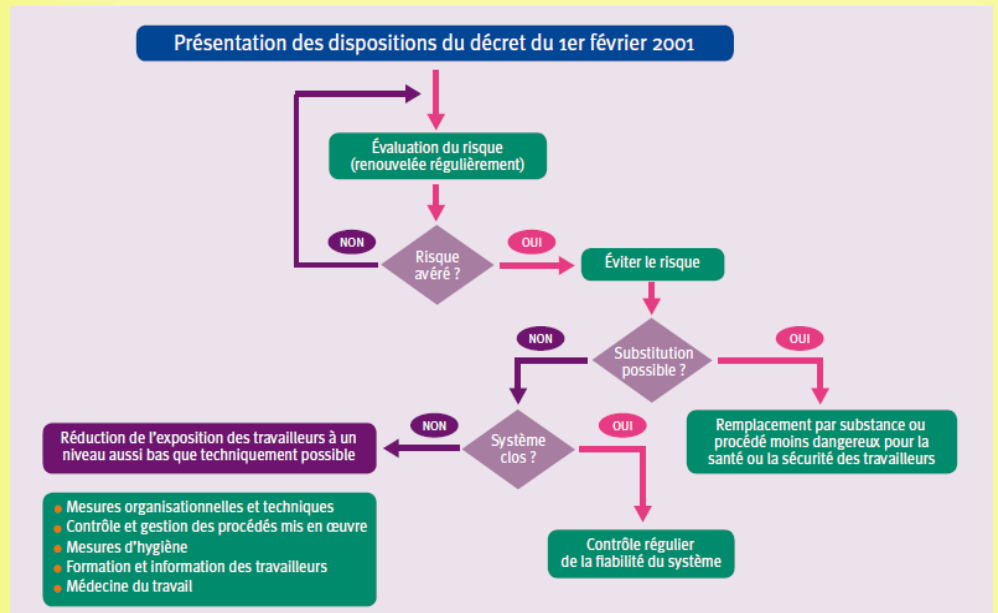 Présentation des dispositions du décret du 1er février 2001
Évaluation du risque
(renouvelée régulièrement)
NON
OUI
Risque
avéré ?
Éviter le risque
NON
OUI
Substitution
possible ?
NON
OUI
Système
clos ?
Réduction de l'exposition des travailleurs à un
niveau aussi bas que techniquement possible
Remplacement par substance ou
procédé moins dangereux pour la
santé ou la sécurité des travailleurs
• Mesures organisationnelles et techniques
• Contrôle et gestion des procédés mis en œuvre
• Mesures d'hygiène
• Formation et information des travailleurs
• Médecine du travail
Contrôle régulier
de la fiabilité du système